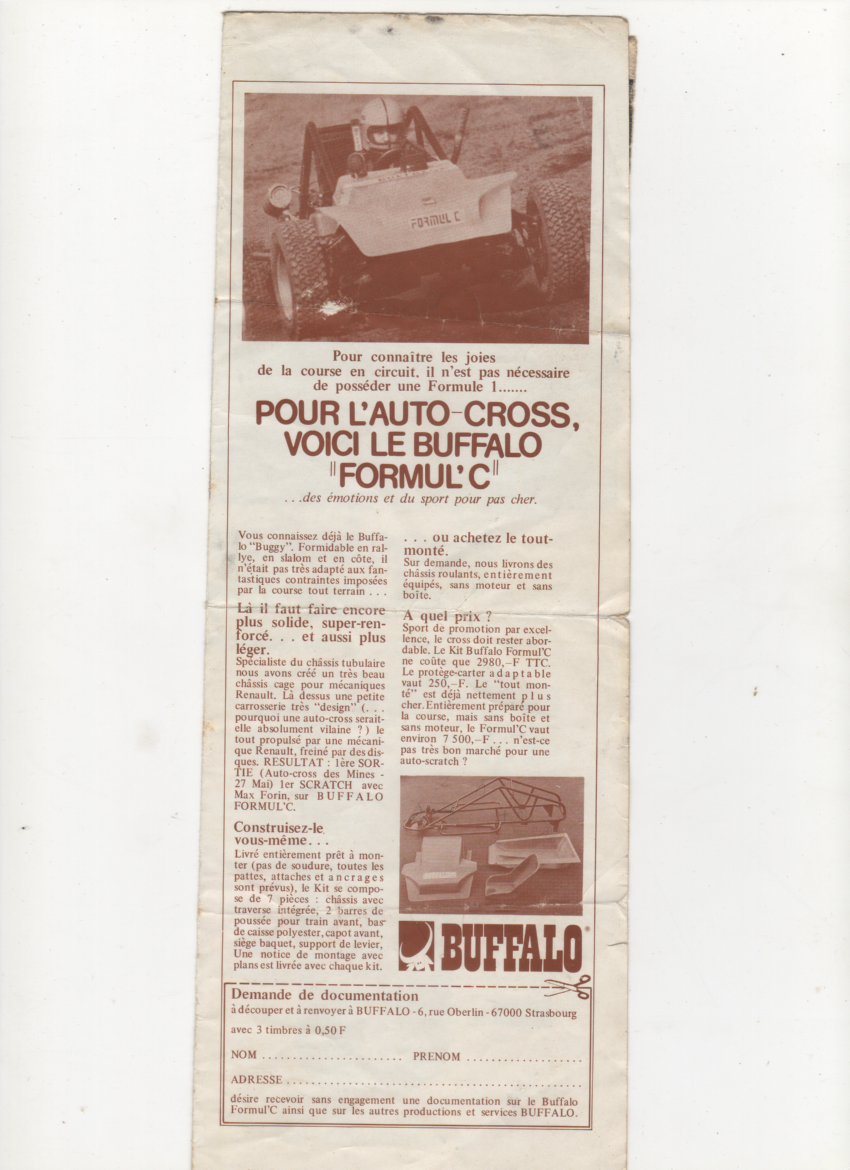 FORMUL C
Pour connaître les joies
de la course en circuit, il n'est pas nécessaire
de posséder une Formule 1.......
POUR L'AUTO-CROSS,
VOICI LE BUFFALO
"FORMUL'C"
...des émotions et du sport pour pas cher.
Vous connaissez déjà le Buffa-
lo "Buggy". Formidable en ral-
lye, en slalom et en côte, il
n'était pas très adapté aux fan-
tastiques contraintes imposées
par la course tout terrain . . .
Là il faut faire encore
plus solide, super-ren-
forcé. . . et aussi plus
léger.
Spécialiste du châssis tubulaire
nous avons créé un très beau
châssis cage pour mécaniques
Renault. Là dessus une petite
carrosserie très "design" (. . .
pourquoi une auto-cross serait-
elle absolument vilaine ?) le
tout propulsé par une mécani-
que Renault, freiné par des dis-
ques. RESULTAT : 1ère SOR-
TIE (Auto-cross des Mines -
27 Mai) 1er SCRATCH avec
Max Forin, sur BUFFALO
FORMUL'C.
Construisez-le
vous-même. . .
Livré entièrement prêt à mon-
ter (pas de soudure, toutes les
pattes, attaches et ancrages
sont prévus), le Kit se compo-
se de 7 pièces : châssis avec
traverse intégrée, 2 barres de
poussée pour train avant, bas-
de caisse polyester, capot avant,
siège baquet, support de levier,
Une notice de montage avec
plans est livrée avec chaque kit.
. . . ou achetez le tout-
monté.
Sur demande, nous livrons des
châssis roulants, entièrement
équipés, sans moteur et sans
boîte.
A quel prix ?
Sport de promotion par excel-
lence, le cross doit rester abor-
dable. Le Kit Buffalo Formul'C
ne coûte que 2980,–F TTC.
Le protège-carter adaptable
vaut 250,–F. Le "tout mon-
té" est déjà nettement plus
cher. Entièrement préparé pour
la course, mais sans boîte et
sans moteur, le Formul'C vaut
environ 7 500,–F . . . n'est-ce
pas très bon marché pour une
auto-scratch ?
BUFFALO®
Demande de documentation
à découper et à renvoyer à BUFFALO - 6, rue Oberlin - 67000 Strasbourg
avec 3 timbres à 0,50 F
NOM ...................... PRENOM ..................
ADRESSE ..............................................
désire recevoir sans engagement une documentation sur le Buffalo
Formul'C ainsi que sur les autres productions et services BUFFALO.